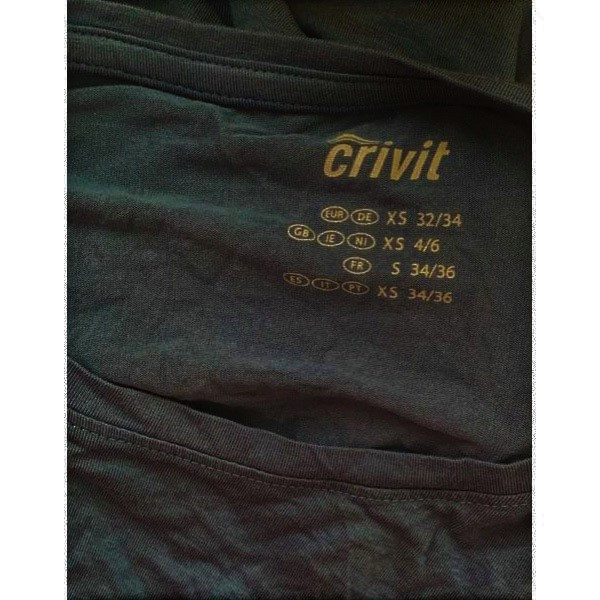 crivit
EUR DE XS 32/34
GB IE NI XS 4/6
FR S 34/36
ES IT PT XS 34/36